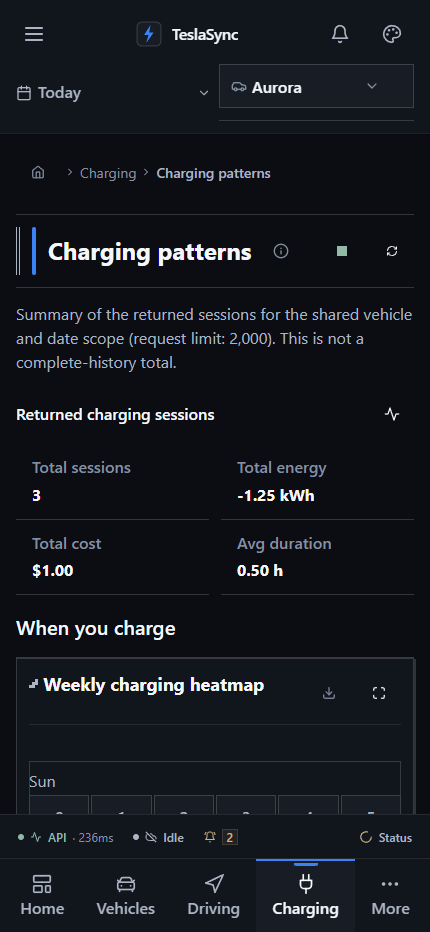 TeslaSync
Today
Aurora
Charging
Charging patterns
Charging patterns
Summary of the returned sessions for the shared vehicle
and date scope (request limit: 2,000). This is not a
complete-history total.
Returned charging sessions
Total sessions
Total energy
3
-1.25 kWh
Total cost
Avg duration
$1.00
0.50 h
When you charge
Weekly charging heatmap
Sun
API · 236ms
Idle
2
Status
Home
Vehicles
Driving
Charging
More